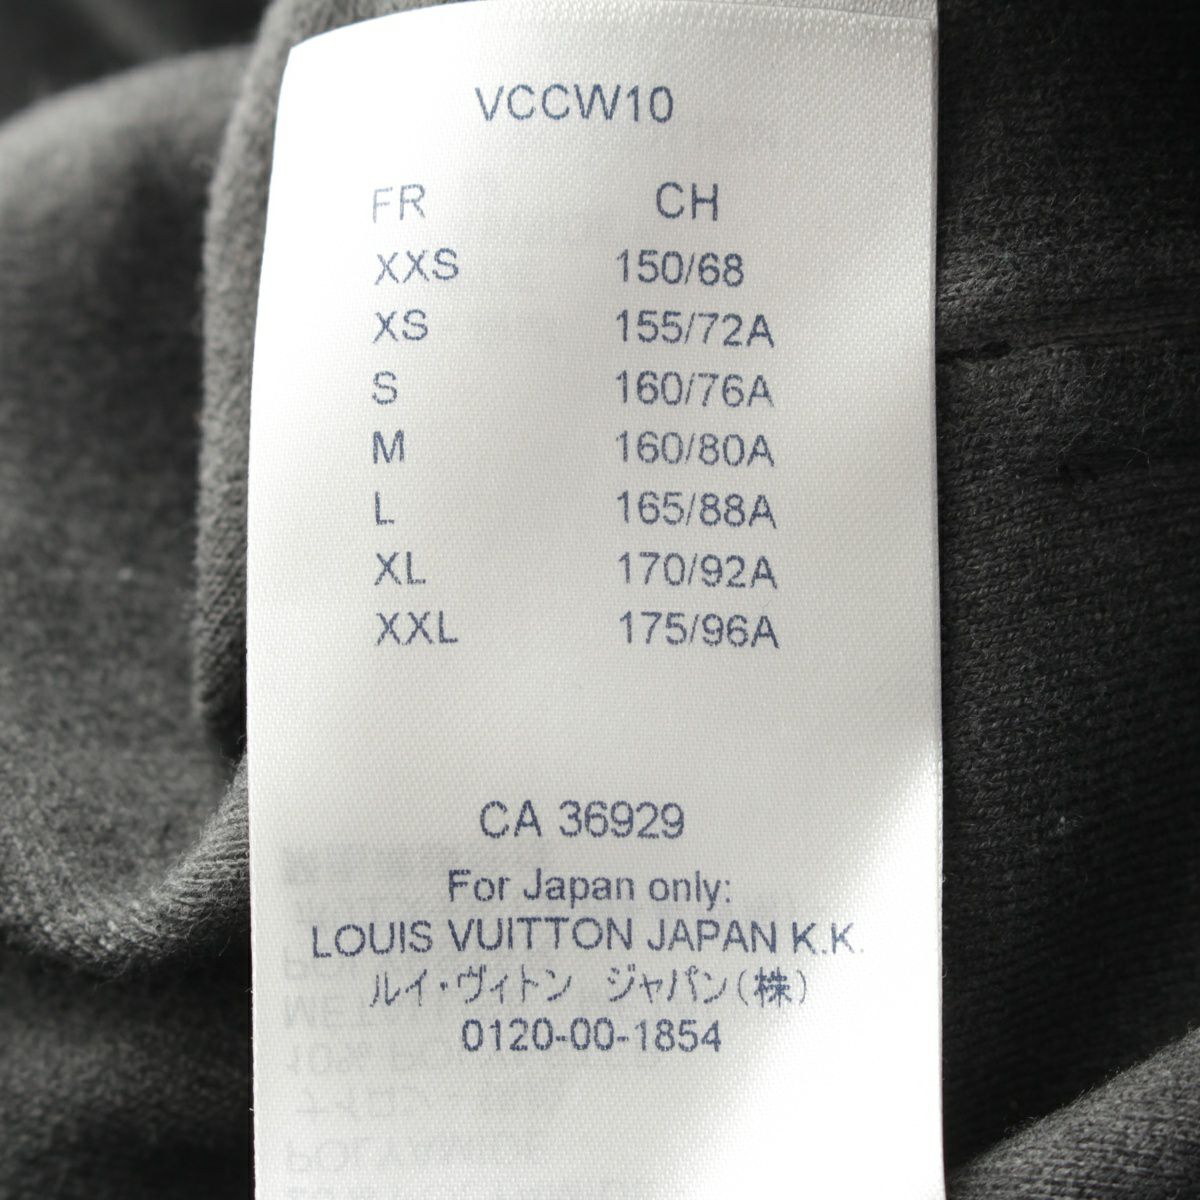 VCCW10
FR CH
XXS 150/68
XS 155/72A
S 160/76A
M 160/80A
L 165/88A
XL 170/92A
XXL 175/96A
CA 36929
For Japan only:
LOUIS VUITTON JAPAN K.K.
ルイ・ヴィトン ジャパン(株)
0120-00-1854
POLYAMIDE